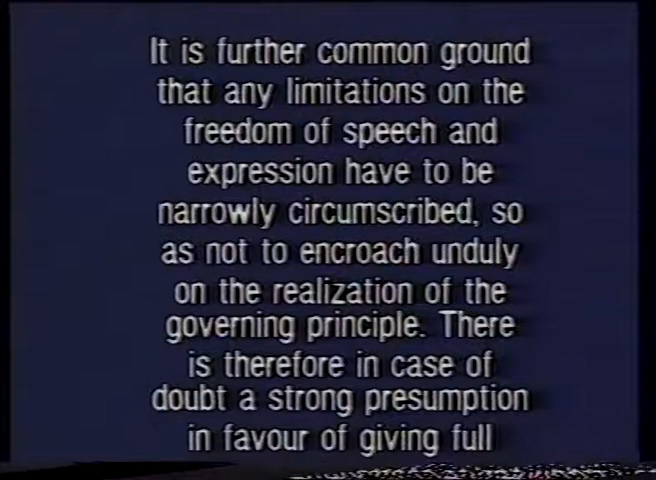 It is further common ground
that any limitations on the
freedom of speech and
expression have to be
narrowly circumscribed, so
as not to encroach unduly
on the realization of the
governing principle. There
is therefore in case of
doubt a strong presumption
in favour of giving full